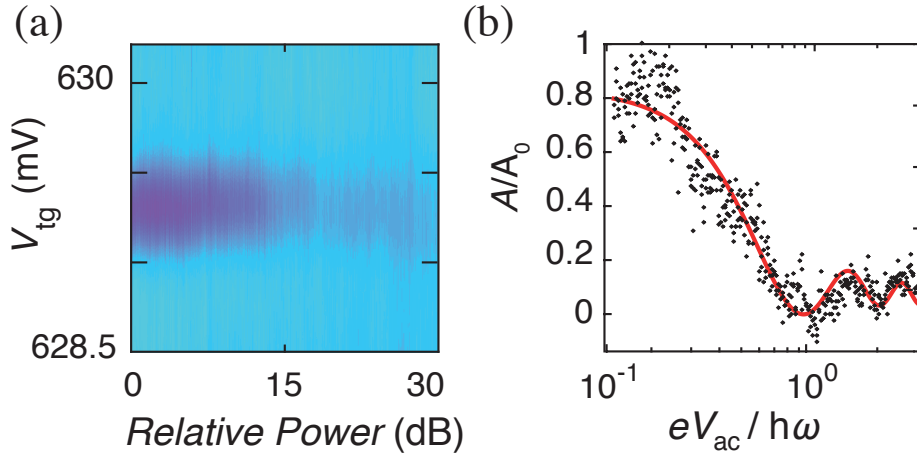 (a)
630
628.5
V_tg (mV)
0 15 30
Relative Power (dB)
(b)
1
0.8
0.6
0.4
0.2
0
A/A_0
10^-1 10^0
eV_ac / hω